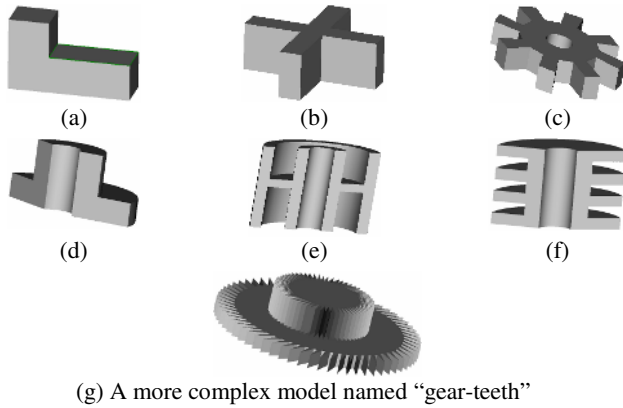 (a)
(b)
(c)
(d)
(e)
(f)
(g) A more complex model named “gear-teeth”